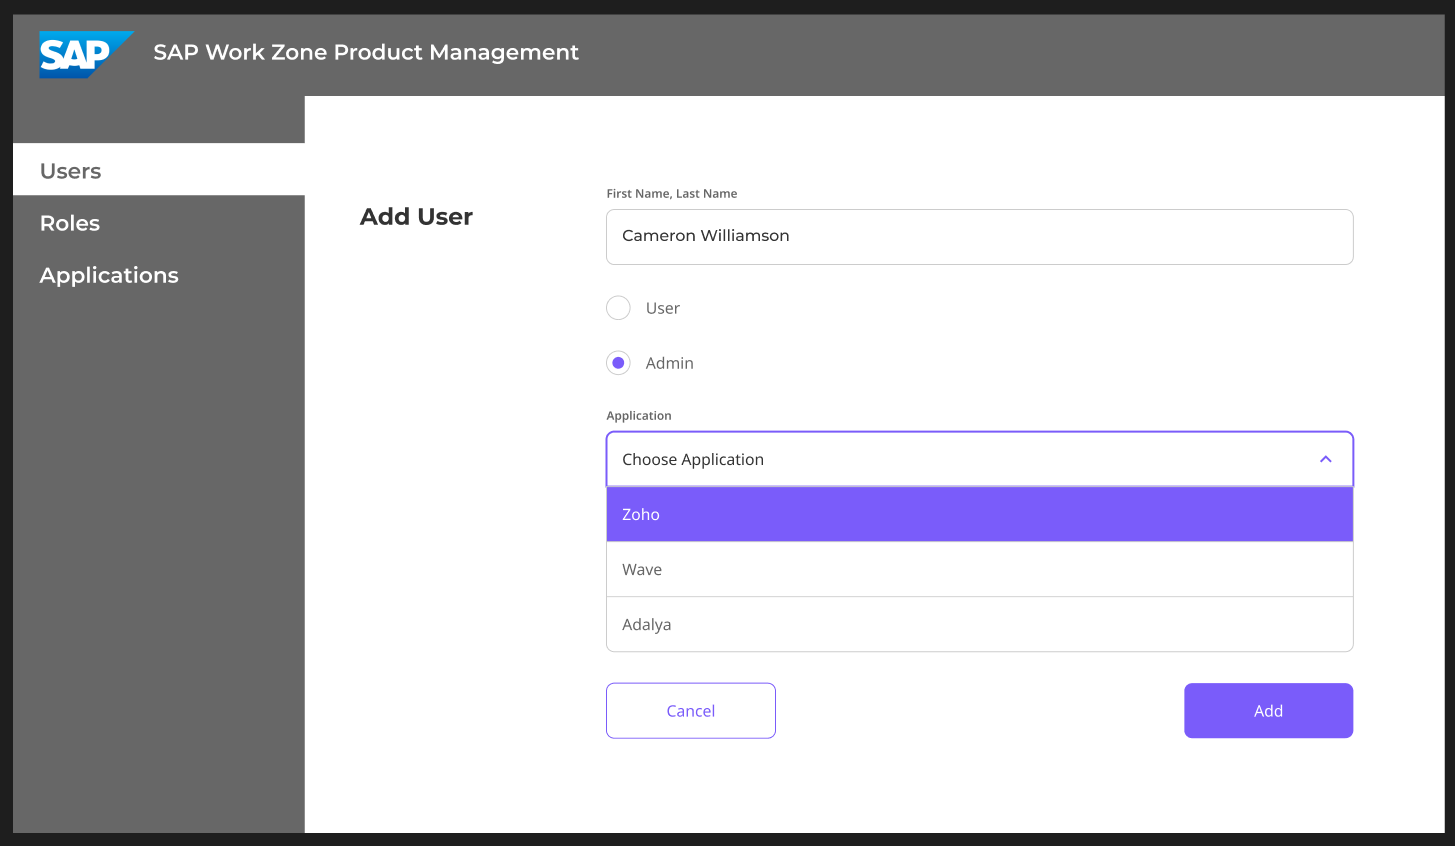 SAP
SAP Work Zone Product Management
Users
Roles
Applications
Add User
First Name, Last Name
Cameron Williamson
User
Admin
Application
Choose Application
Zoho
Wave
Adalya
Cancel
Add